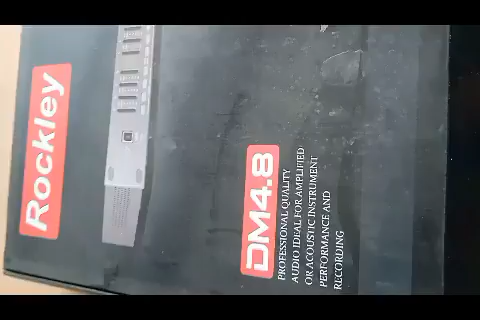 Rockley
DM4.8
PROFESSIONAL QUALITY
AUDIO IDEAL FOR AMPLIFIED
OR ACOUSTIC INSTRUMENT
PERFORMANCE AND
RECORDING